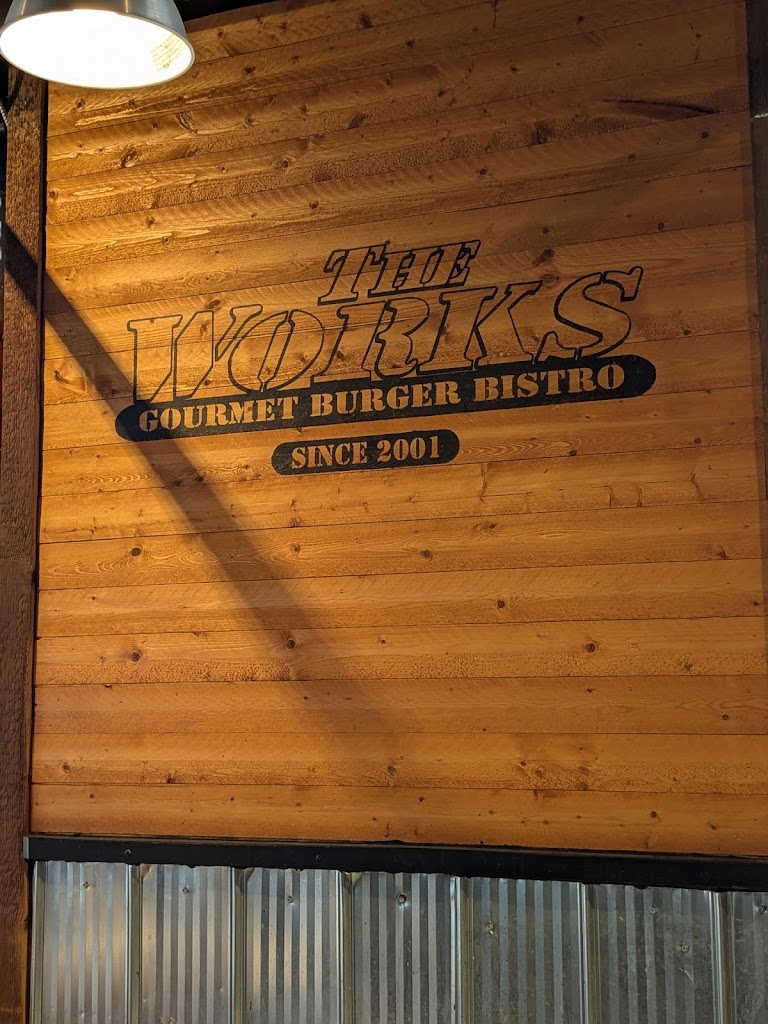 THE
WORKS
GOURMET BURGER BISTRO
SINCE 2001